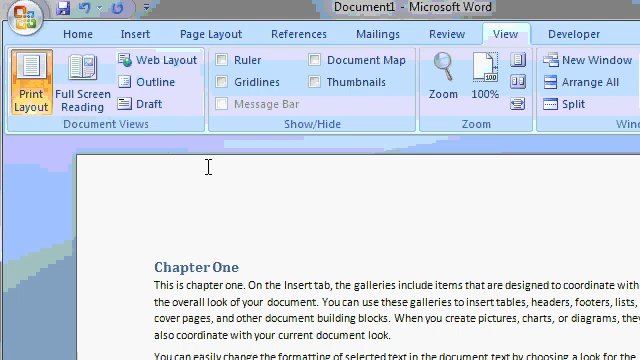 Document1 - Microsoft Word
Home Insert Page Layout References Mailings Review View Developer
Print Layout
Full Screen Reading
Web Layout
Outline
Draft
Document Views
Ruler
Gridlines
Message Bar
Document Map
Thumbnails
Show/Hide
Zoom
100
100%
Zoom
New Window
Arrange All
Split
Chapter One
This is chapter one. On the Insert tab, the galleries include items that are designed to coordinate with
the overall look of your document. You can use these galleries to insert tables, headers, footers, lists,
cover pages, and other document building blocks. When you create pictures, charts, or diagrams, they
also coordinate with your current document look.
You can easily change the formatting of selected text in the document text by choosing a look for the